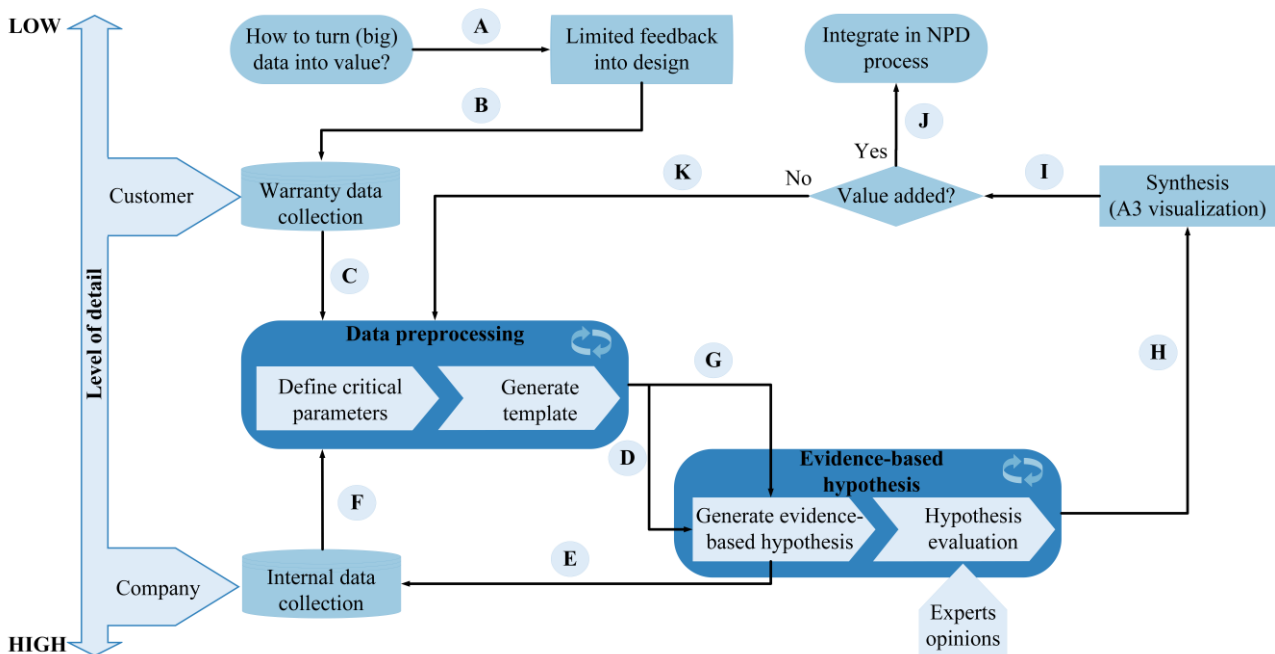 LOW
How to turn (big)
data into value?
A
Limited feedback
into design
Integrate in NPD
process
B
J
Yes
Customer
Warranty data
collection
K
No
Value added?
I
Synthesis
(A3 visualization)
C
Level of detail
Data preprocessing
Define critical
parameters
Generate
template
G
H
D
Evidence-based
hypothesis
F
Generate evidence-
based hypothesis
Hypothesis
evaluation
Company
Internal data
collection
E
Experts
opinions
HIGH